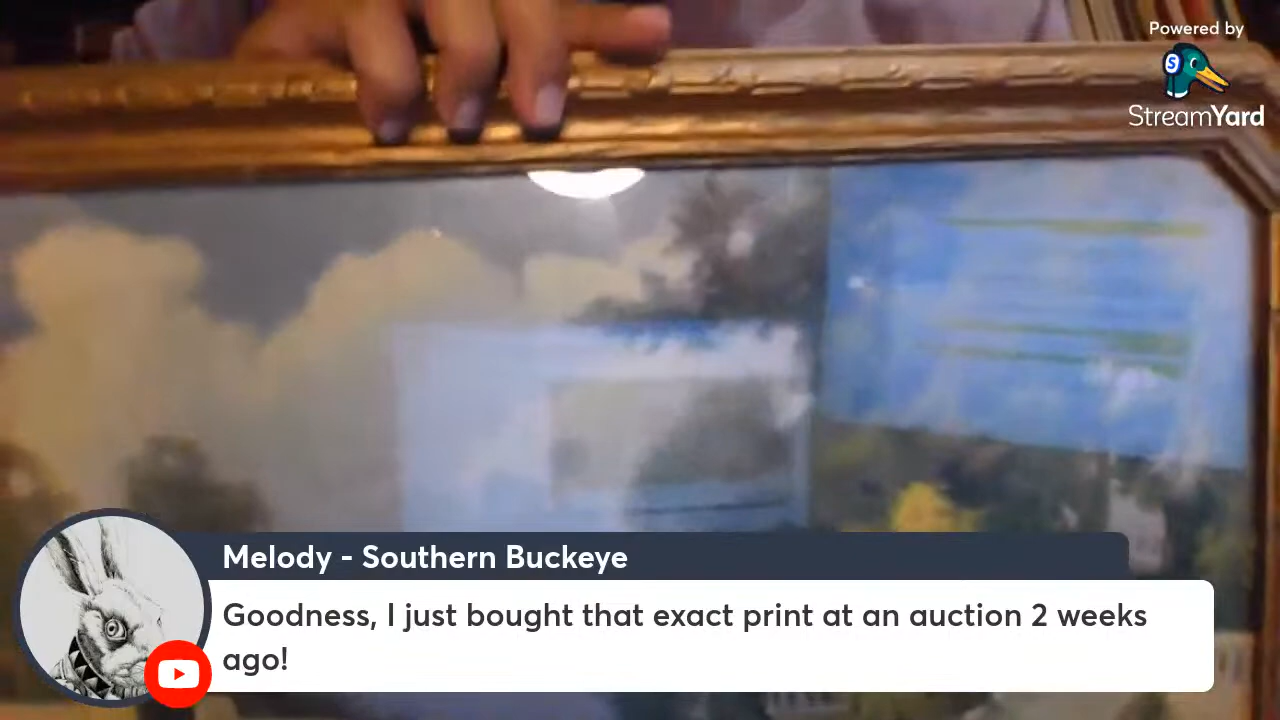 Powered by
StreamYard
Melody - Southern Buckeye
Goodness, I just bought that exact print at an auction 2 weeks
ago!